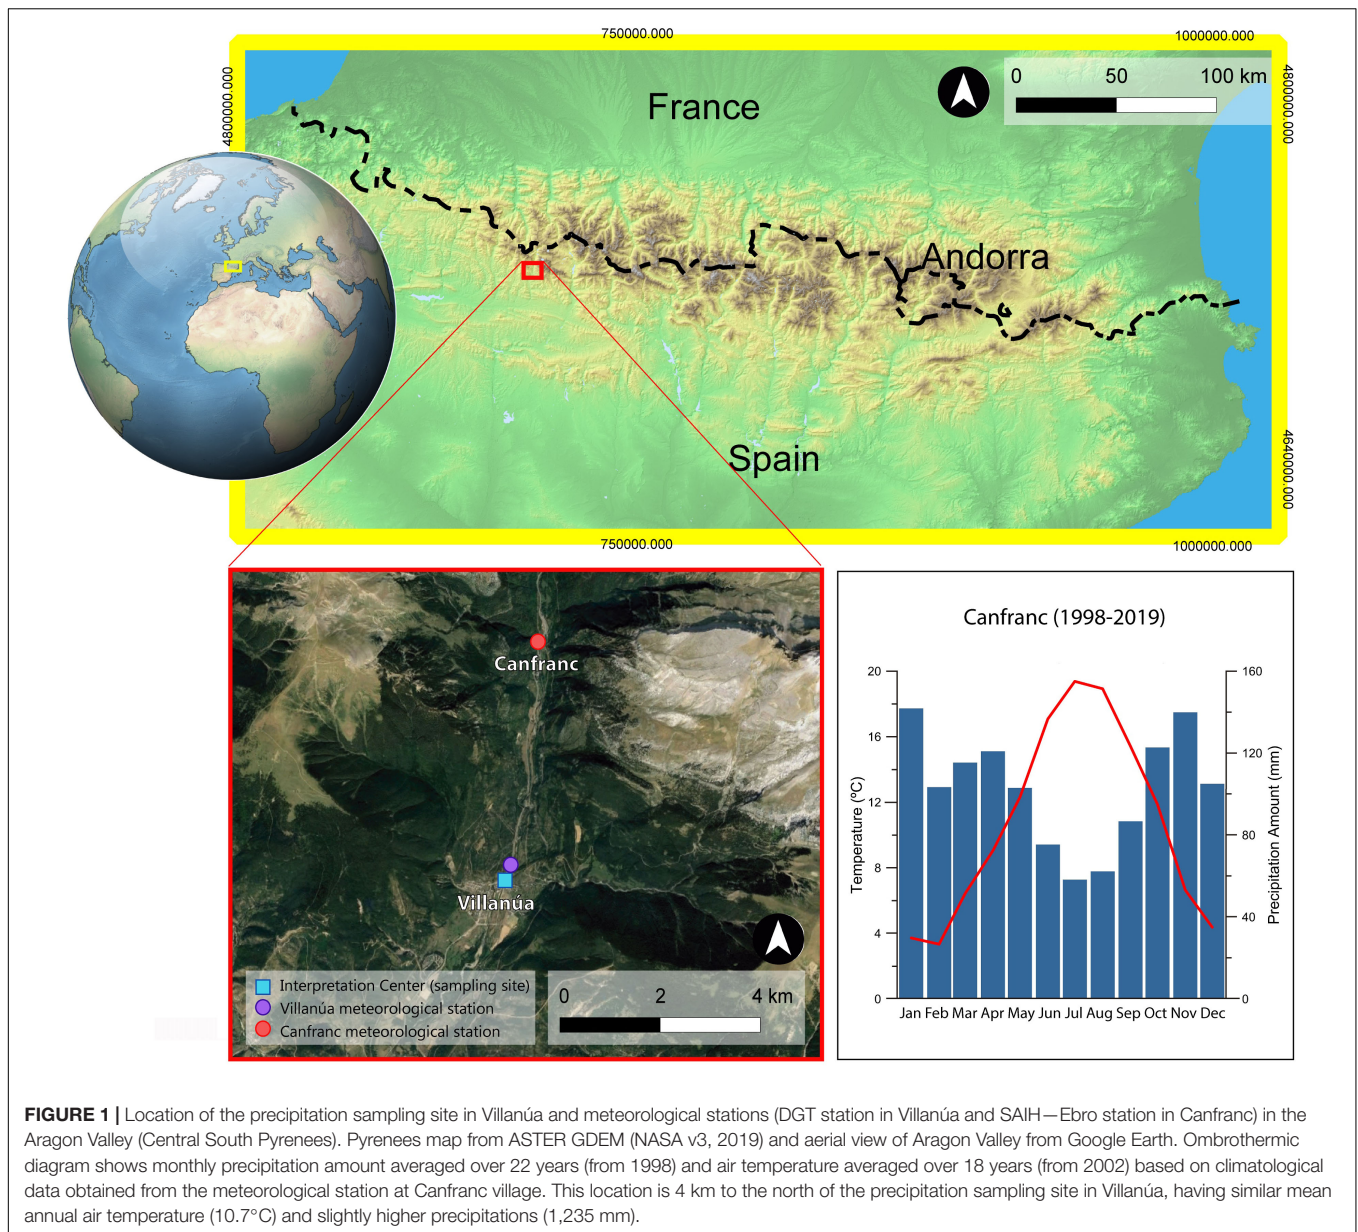 750000.000
1000000.000
4800000.000
4800000.000
0 50 100 km
France
Andorra
Spain
4640000.000
750000.000
1000000.000
Canfranc
Villanúa
Interpretation Center (sampling site)
Villanúa meteorological station
Canfranc meteorological station
0 2 4 km
Canfranc (1998-2019)
Temperature (ºC)
20
16
12
8
4
0
160
120
80
40
0
Precipitation Amount (mm)
Jan Feb Mar Apr May Jun Jul Aug Sep Oct Nov Dec
FIGURE 1 | Location of the precipitation sampling site in Villanúa and meteorological stations (DGT station in Villanúa and SAIH—Ebro station in Canfranc) in the
Aragon Valley (Central South Pyrenees). Pyrenees map from ASTER GDEM (NASA v3, 2019) and aerial view of Aragon Valley from Google Earth. Ombrothermic
diagram shows monthly precipitation amount averaged over 22 years (from 1998) and air temperature averaged over 18 years (from 2002) based on climatological
data obtained from the meteorological station at Canfranc village. This location is 4 km to the north of the precipitation sampling site in Villanúa, having similar mean
annual air temperature (10.7°C) and slightly higher precipitations (1,235 mm).